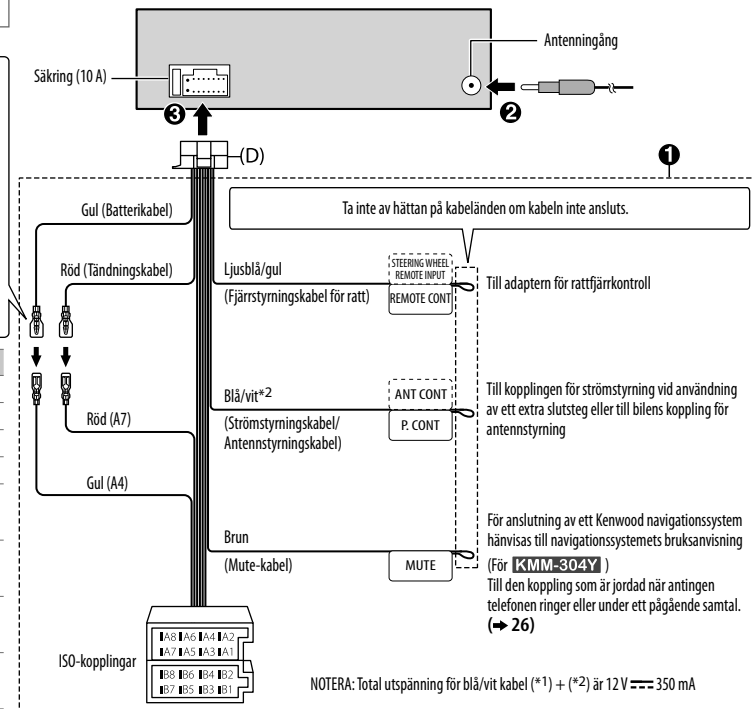 Antenningång
Säkring (10 A)
❸
❷
(D)
❶
Gul (Batterikabel)
Ta inte av hättan på kabeländen om kabeln inte ansluts.
Röd (Tändningskabel)
Ljusblå/gul
(Fjärrstyrningskabel för ratt)
STEERING WHEEL
REMOTE INPUT
REMOTE CONT
Till adaptern för rattfjärrkontroll
Blå/vit*2
(Strömstyrningskabel/
Antennstyrningskabel)
ANT CONT
P. CONT
Till kopplingen för strömstyrning vid användning
av ett extra slutsteg eller till bilens koppling för
antennstyrning
Röd (A7)
Gul (A4)
Brun
(Mute-kabel)
MUTE
För anslutning av ett Kenwood navigationssystem
hänvisas till navigationssystemets bruksanvisning
(För KMM-304Y )
Till den koppling som är jordad när antingen
telefonen ringer eller under ett pågående samtal.
(➜ 26)
ISO-kopplingar
A8 A6 A4 A2
A7 A5 A3 A1
B8 B6 B4 B2
B7 B5 B3 B1
NOTERA: Total utspänning för blå/vit kabel (*1) + (*2) är 12 V ⎓ 350 mA